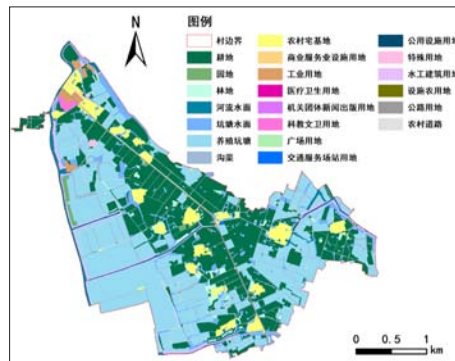 N
图例
村边界
耕地
园地
林地
河流水面
坑塘水面
养殖坑塘
沟渠
农村宅基地
商业服务业设施用地
工业用地
医疗卫生用地
机关团体新闻出版用地
科教文卫用地
广场用地
交通服务场站用地
公用设施用地
特殊用地
水工建筑用地
设施农用地
公路用地
农村道路
0 0.5 1
km